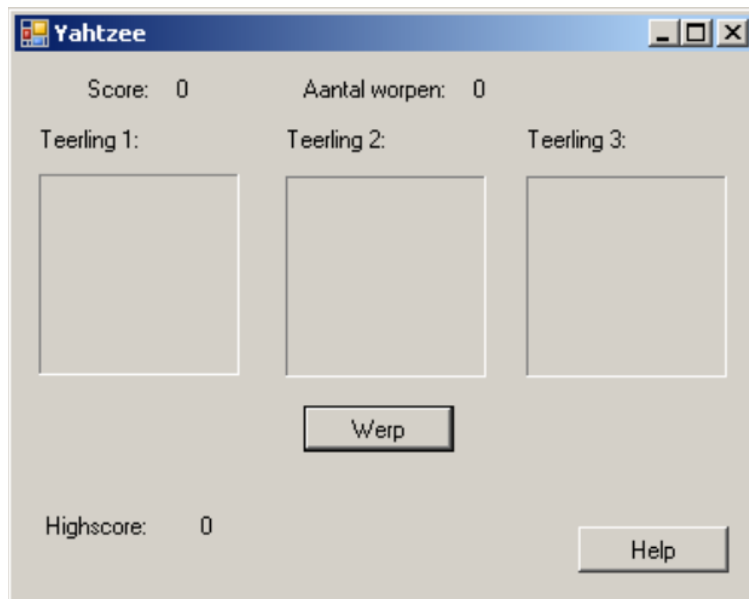 Yahtzee
Score: 0 Aantal worpen: 0
Teerling 1: Teerling 2: Teerling 3:
Werp
Highscore: 0
Help